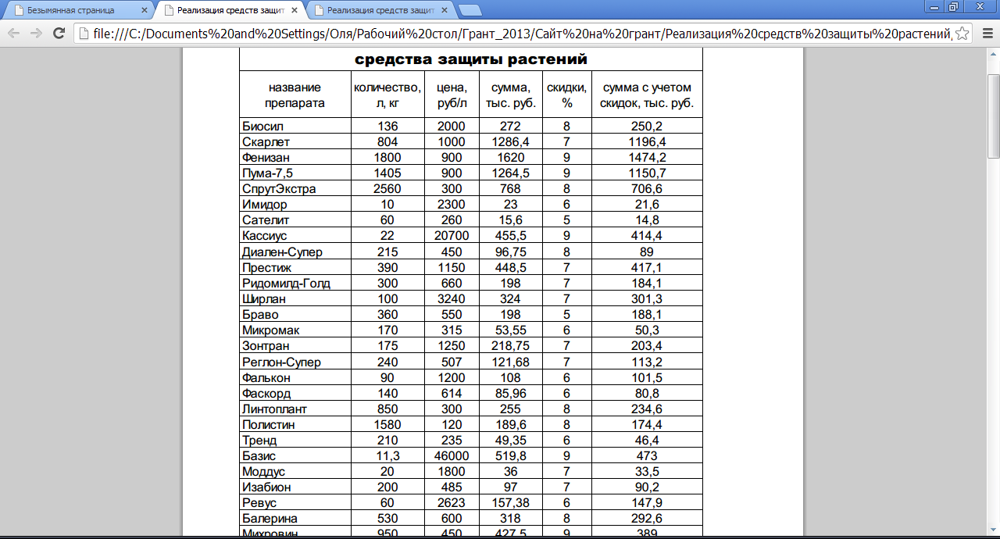 Безымянная страница
Реализация средств защит
Реализация средств защит
file:///C:/Documents%20and%20Settings/Оля/Рабочий%20стол/Грант_2013/Сайт%20на%20грант/Реализация%20средств%20защиты%20растений,
средства защиты растений
название препарата количество, л, кг цена, руб/л сумма, тыс. руб. скидки, % сумма с учетом скидок, тыс. руб.
Биосил 136 2000 272 8 250,2
Скарлет 804 1000 1286,4 7 1196,4
Фенизан 1800 900 1620 9 1474,2
Пума-7,5 1405 900 1264,5 9 1150,7
СпрутЭкстра 2560 300 768 8 706,6
Имидор 10 2300 23 6 21,6
Сателит 60 260 15,6 5 14,8
Кассиус 22 20700 455,5 9 414,4
Диален-Супер 215 450 96,75 8 89
Престиж 390 1150 448,5 7 417,1
Ридомилд-Голд 300 660 198 7 184,1
Ширлан 100 3240 324 7 301,3
Браво 360 550 198 5 188,1
Микромак 170 315 53,55 6 50,3
Зонтран 175 1250 218,75 7 203,4
Реглон-Супер 240 507 121,68 7 113,2
Фалькон 90 1200 108 6 101,5
Фаскорд 140 614 85,96 6 80,8
Линтоплант 850 300 255 8 234,6
Полистин 1580 120 189,6 8 174,4
Тренд 210 235 49,35 6 46,4
Базис 11,3 46000 519,8 9 473
Моддус 20 1800 36 7 33,5
Изабион 200 485 97 7 90,2
Ревус 60 2623 157,38 6 147,9
Балерина 530 600 318 8 292,6
Михровин 950 450 427,5 9 389